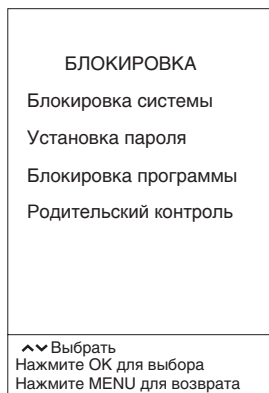 БЛОКИРОВКА
Блокировка системы
Установка пароля
Блокировка программы
Родительский контроль
Выбрать
Нажмите OK для выбора
Нажмите MENU для возврата